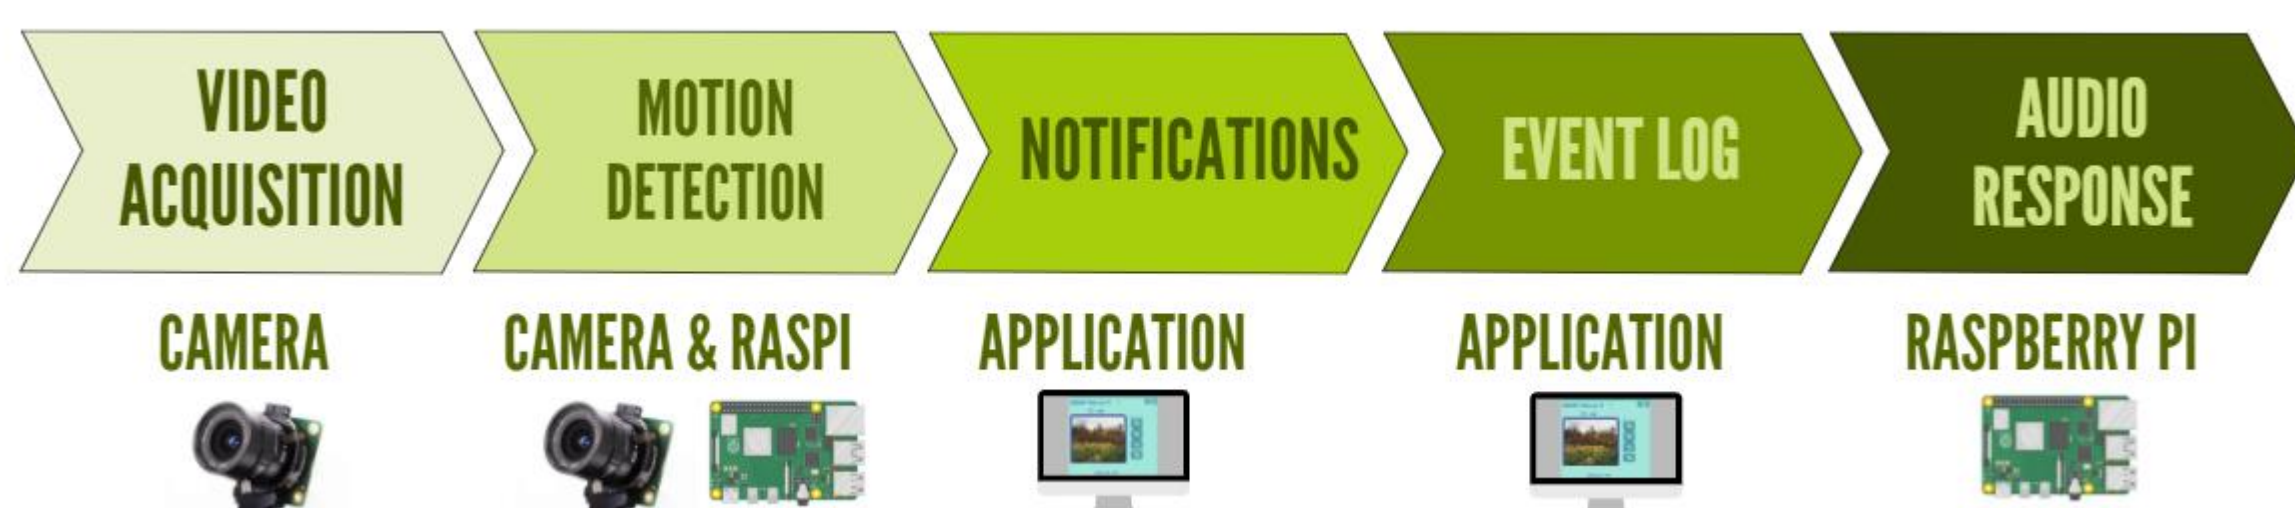 VIDEO
ACQUISITION
MOTION
DETECTION
NOTIFICATIONS
EVENT LOG
AUDIO
RESPONSE
CAMERA
CAMERA & RASPI
APPLICATION
APPLICATION
RASPBERRY PI